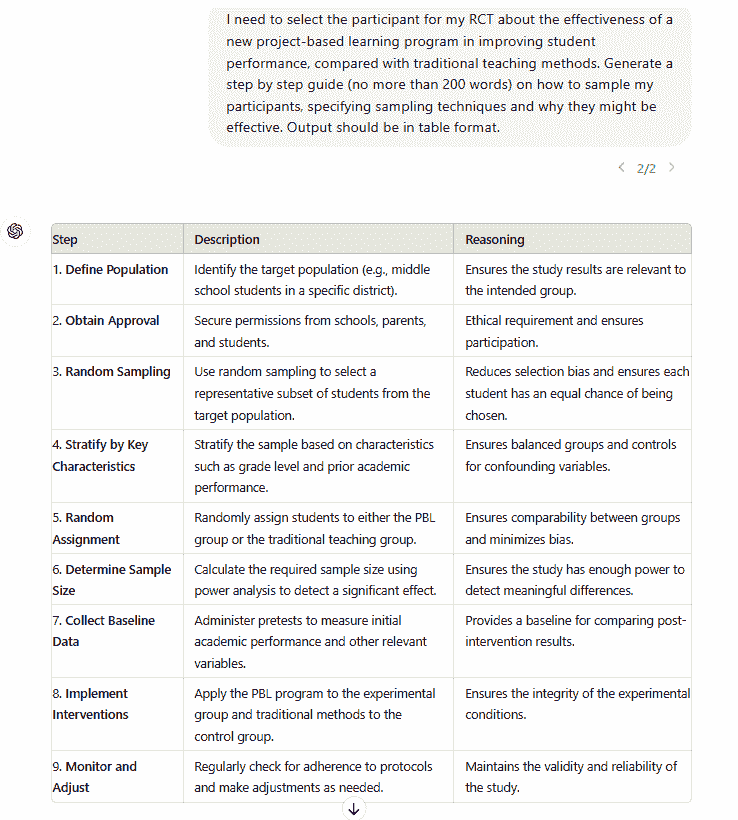 I need to select the participant for my RCT about the effectiveness of a
new project-based learning program in improving student
performance, compared with traditional teaching methods. Generate a
step by step guide (no more than 200 words) on how to sample my
participants, specifying sampling techniques and why they might be
effective. Output should be in table format.
2/2
Step
Description
Reasoning
1. Define Population
Identify the target population (e.g., middle
school students in a specific district).
Ensures the study results are relevant to
the intended group.
2. Obtain Approval
Secure permissions from schools, parents,
and students.
Ethical requirement and ensures
participation.
3. Random Sampling
Use random sampling to select a
representative subset of students from the
target population.
Reduces selection bias and ensures each
student has an equal chance of being
chosen.
4. Stratify by Key
Characteristics
Stratify the sample based on characteristics
such as grade level and prior academic
performance.
Ensures balanced groups and controls
for confounding variables.
5. Random
Assignment
Randomly assign students to either the PBL
group or the traditional teaching group.
Ensures comparability between groups
and minimizes bias.
6. Determine Sample
Size
Calculate the required sample size using
power analysis to detect a significant effect.
Ensures the study has enough power to
detect meaningful differences.
7. Collect Baseline
Data
Administer pretests to measure initial
academic performance and other relevant
variables.
Provides a baseline for comparing post-
intervention results.
8. Implement
Interventions
Apply the PBL program to the experimental
group and traditional methods to the
control group.
Ensures the integrity of the experimental
conditions.
9. Monitor and
Adjust
Regularly check for adherence to protocols
and make adjustments as needed.
Maintains the validity and reliability of
the study.